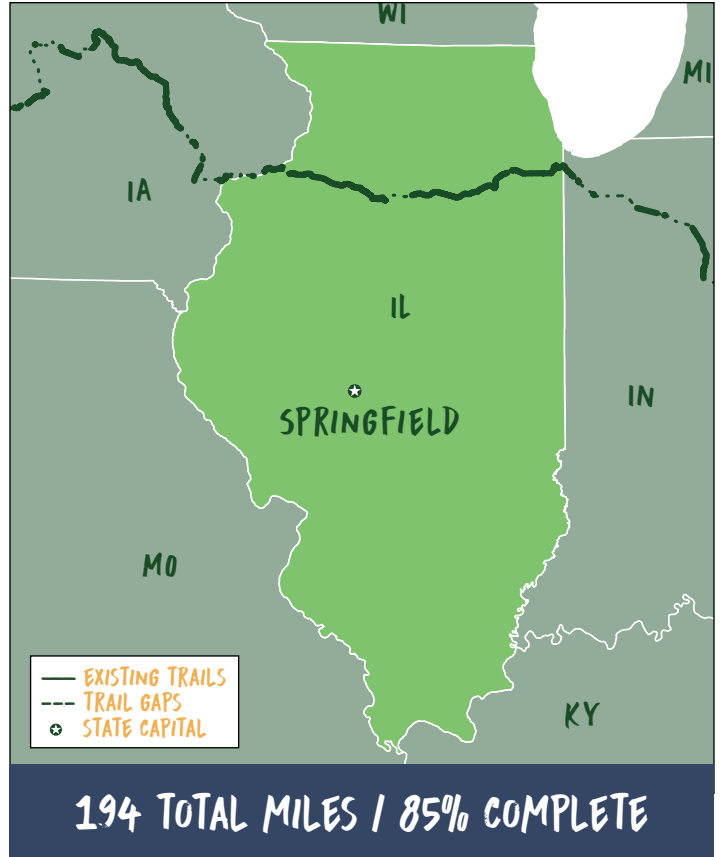 WI
MI
IA
IL
SPRINGFIELD
IN
MO
EXISTING TRAILS
TRAIL GAPS
STATE CAPITAL
KY
194 TOTAL MILES / 85% COMPLETE